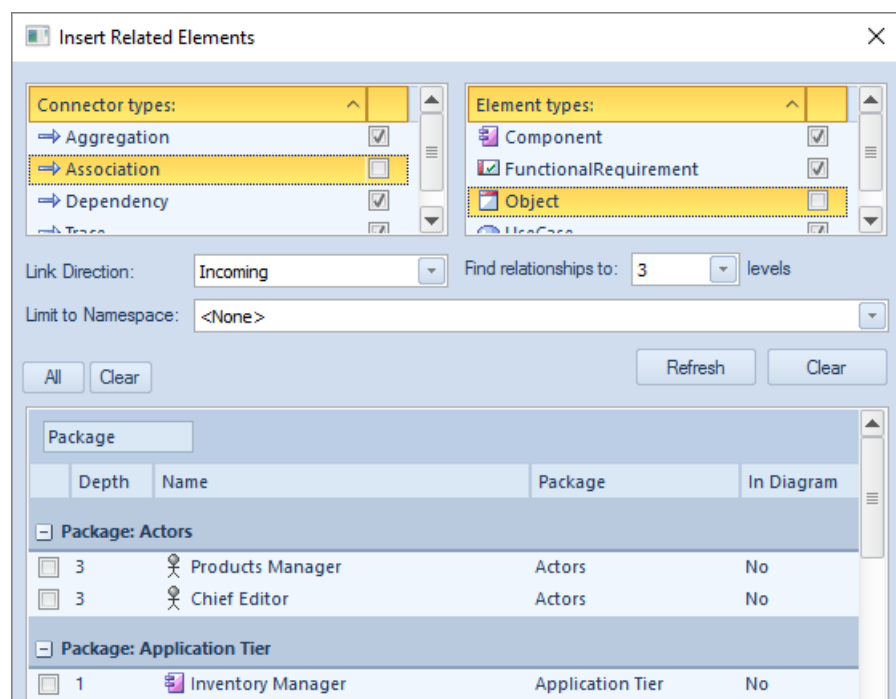 Insert Related Elements
Connector types:
Aggregation
Association
Dependency
Trace
Element types:
Component
FunctionalRequirement
Object
UseCase
Link Direction: Incoming Find relationships to: 3 levels
Limit to Namespace: <None>
All Clear Refresh Clear
Package
Depth Name Package In Diagram
Package: Actors
3 Products Manager Actors No
3 Chief Editor Actors No
Package: Application Tier
1 Inventory Manager Application Tier No